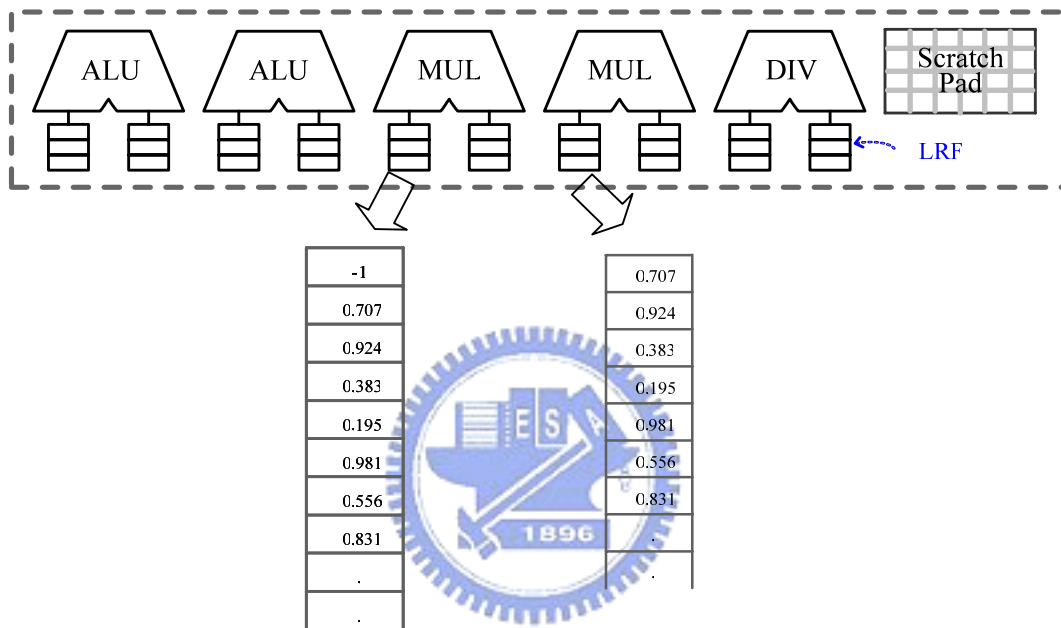 ALU
ALU
MUL
MUL
DIV
Scratch
Pad
LRF
-1
0.707
0.924
0.383
0.195
0.981
0.556
0.831
.
.
0.707
0.924
0.383
0.195
0.981
0.556
0.831
.
.
E S A
1896